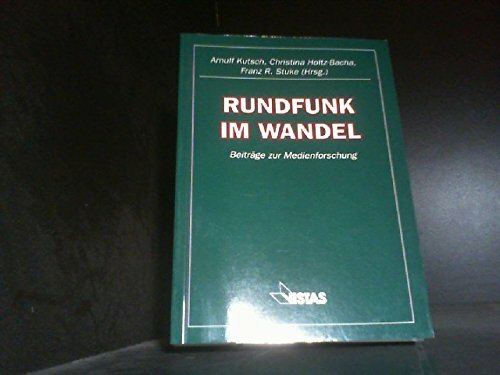 Arnulf Kutsch, Christina Holtz-Bacha,
Franz R. Stuke (Hrsg.)
RUNDFUNK
IM WANDEL
Beiträge zur Medienforschung
VISTAS